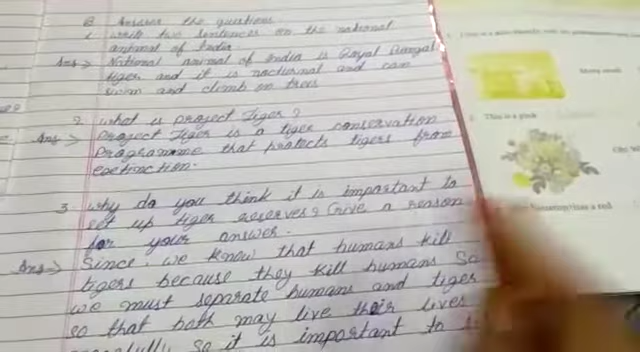 B Answer the questions
1. Write two sentences on the national
animal of India.
Ans → National animal of India is Royal Bengal
tiger and it is nocturnal and can
swim and climb on trees
2. What is project Tiger?
Ans → Project Tiger is a tiger conservation
Programme that protects tigers from
extinction.
3. Why do you think it is important to
set up tiger reserves? Give a reason
for your answer.
Ans → Since, we know that humans kill
tigers because they kill humans So
we must separate humans and tiger
so that both may live their lives
so it is important to
This is a pink